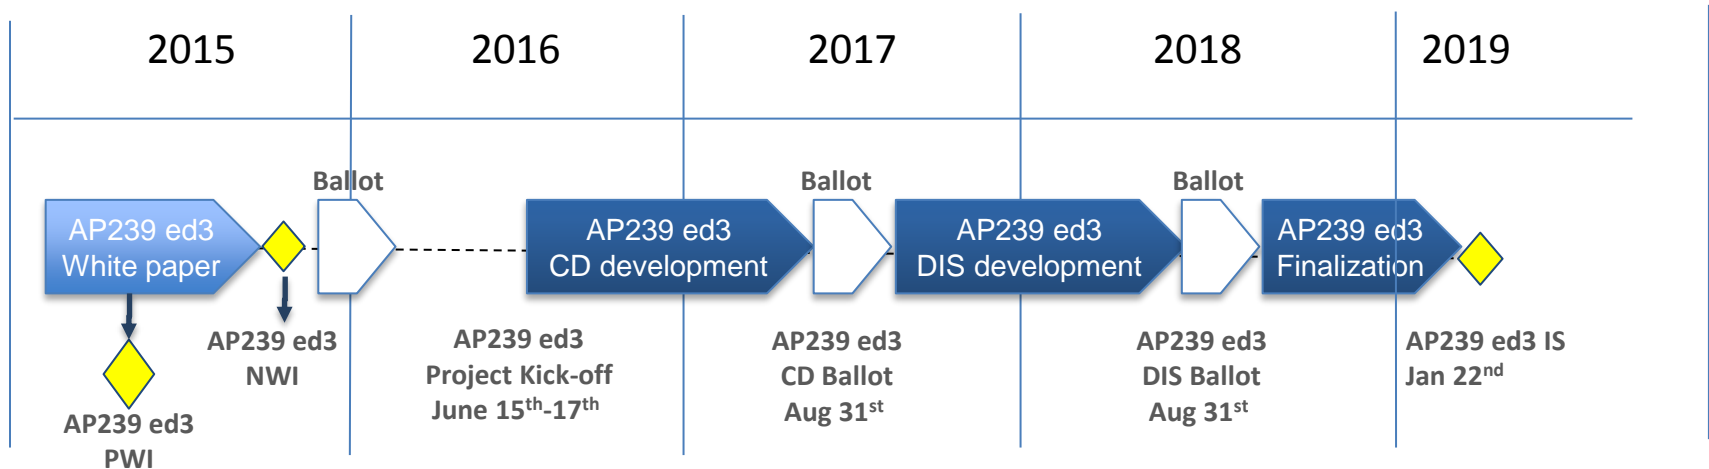 2015
2016
2017
2018
2019
Ballot
Ballot
Ballot
AP239 ed3
White paper
AP239 ed3
CD development
AP239 ed3
DIS development
AP239 ed3
Finalization
AP239 ed3
PWI
AP239 ed3
NWI
AP239 ed3
Project Kick-off
June 15th-17th
AP239 ed3
CD Ballot
Aug 31st
AP239 ed3
DIS Ballot
Aug 31st
AP239 ed3 IS
Jan 22nd